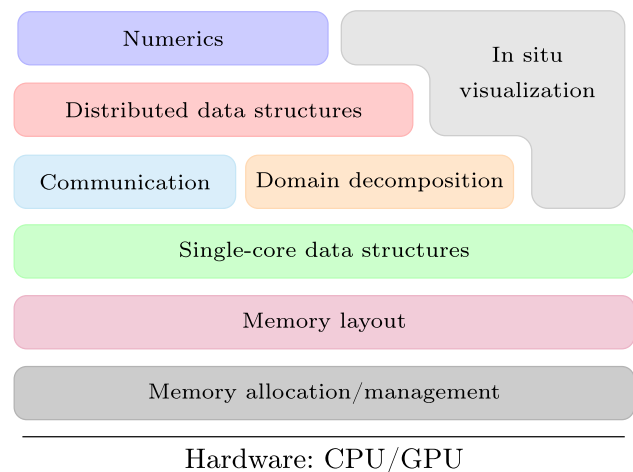 Numerics
In situ
visualization
Distributed data structures
Communication
Domain decomposition
Single-core data structures
Memory layout
Memory allocation/management
Hardware: CPU/GPU